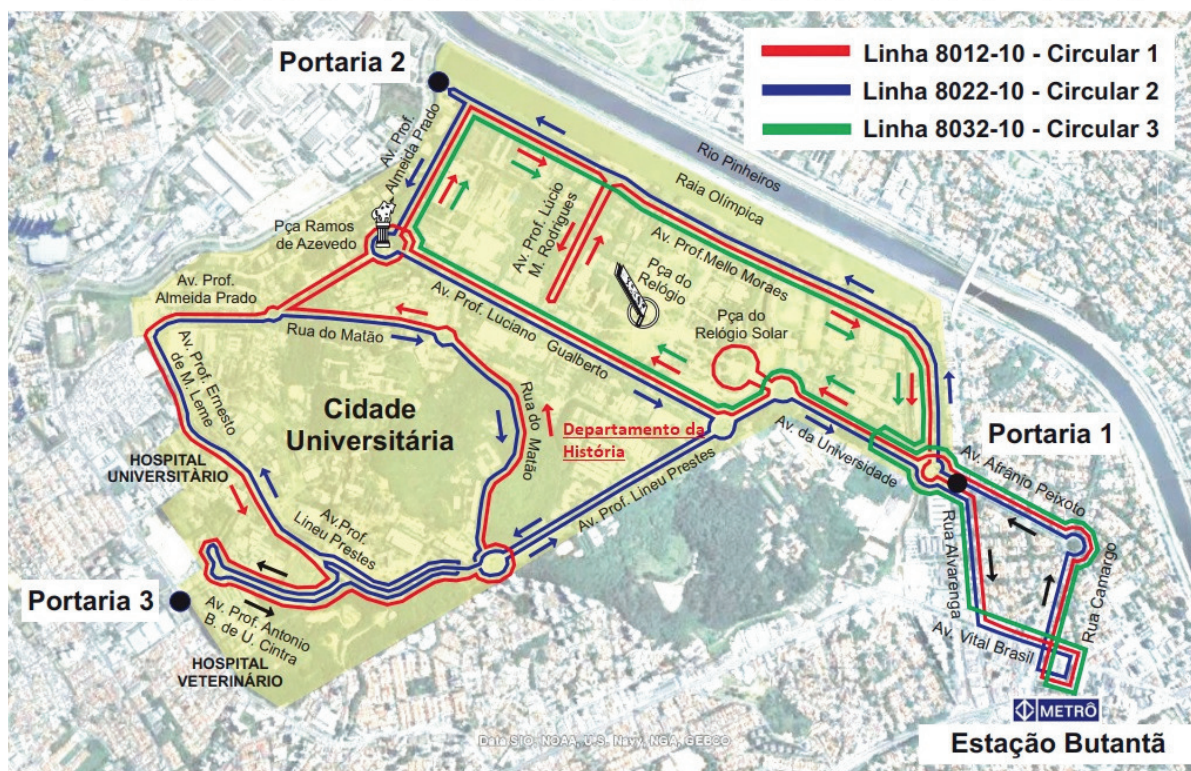 Linha 8012-10 - Circular 1
Linha 8022-10 - Circular 2
Linha 8032-10 - Circular 3
Portaria 2
Av. Prof.
Almeida Prado
Rio Pinheiros
Raia Olímpica
Pça Ramos
de Azevedo
Av. Prof. Lúcio
M. Rodrigues
Av. Prof.Mello Moraes
Pça do
Relógio
Av. Prof.
Almeida Prado
Rua do Matão
Av. Prof. Luciano Gualberto
Pça do
Relógio Solar
Av. Prof. Ernesto
de M. Leme
Cidade
Universitária
Rua do Matão
Departamento da
História
Portaria 1
Av. da Universidade
Av. Afrânio Peixoto
HOSPITAL
UNIVERSITÀRIO
Av. Prof. Lineu Prestes
Av.Prof.
Lineu Prestes
Rua Alvarenga
Rua Camargo
Portaria 3
Av. Prof. Antonio
B. de U. Cintra
Av. Vital Brasil
HOSPITAL
VETERINÁRIO
METRÔ
Estação Butantã
Data SIO, NOAA, U.S. Navy, NGA, GEBCO